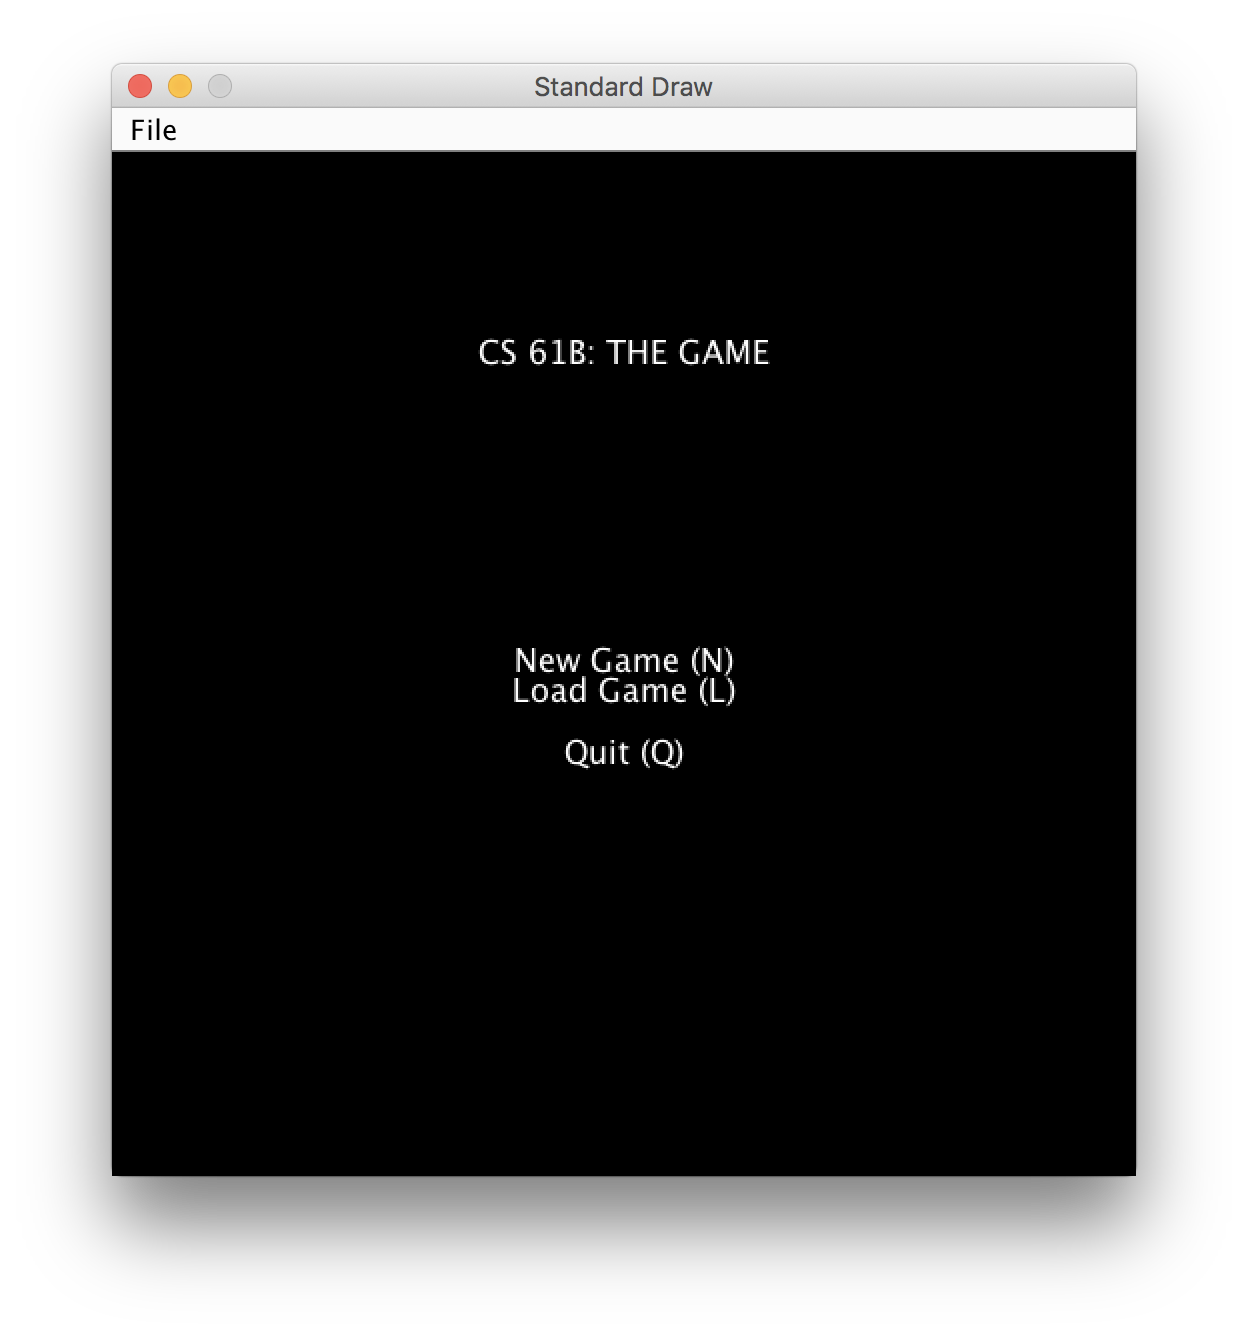 Standard Draw
File
CS 61B: THE GAME
New Game (N)
Load Game (L)
Quit (Q)